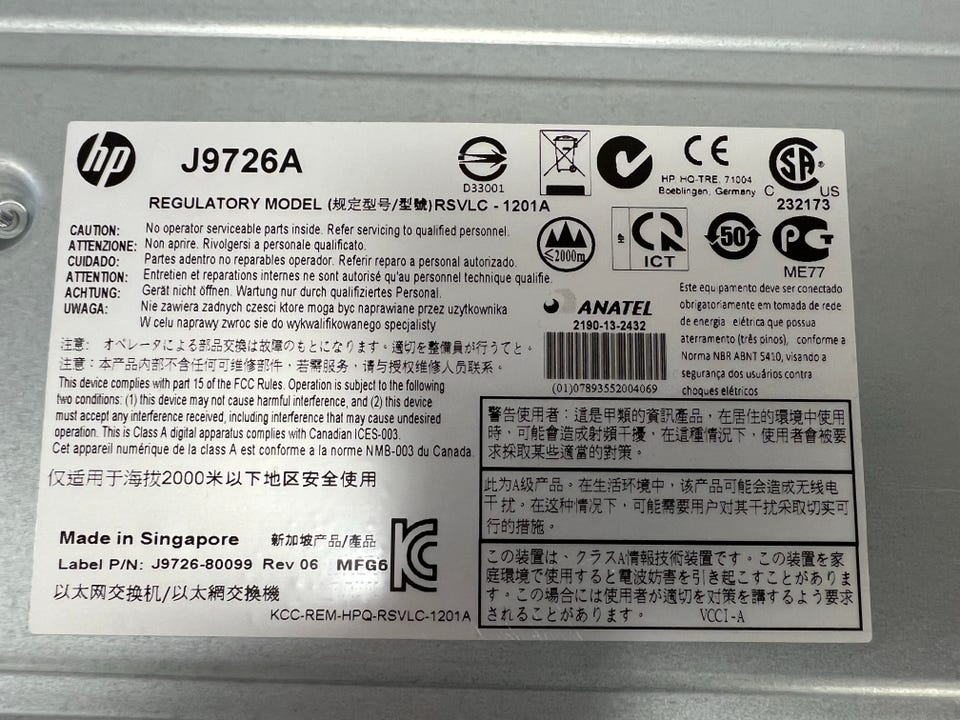 hp J9726A
D33001
HP HQ-TRE, 71004
Boeblingen, Germany
C SA® US
232173
REGULATORY MODEL (规定型号/型號)RSVLC - 1201A
≤2000m
HP
ICT
50
ME77
CAUTION: No operator serviceable parts inside. Refer servicing to qualified personnel.
ATTENZIONE: Non aprire. Rivolgersi a personale qualificato.
CUIDADO: Partes adentro no reparables operador. Referir reparo a personal autorizado.
ATTENTION: Entretien et reparations internes ne sont autorisé qu'au personnel technique qualifie.
ACHTUNG: Gerät nicht öffnen. Wartung nur durch qualifiziertes Personal.
UWAGA: Nie zawiera zadnych czesci ktore moga byc naprawiane przez uzytkownika
W celu naprawy zwroc sie do wykwalifikowanego specjalisty
注意: オペレータによる部品交換は故障のもとになります。適切を整備員が行うてと。
注意：本产品内部不含任何可维修部件，若需服务，请与授权维修人员联系。
This device complies with part 15 of the FCC Rules. Operation is subject to the following
two conditions: (1) this device may not cause harmful interference, and (2) this device
must accept any interference received, including interference that may cause undesired
operation. This is Class A digital apparatus complies with Canadian ICES-003.
Cet appareil numérique de la class A est conforme a la norme NMB-003 du Canada.
仅适用于海拔2000米以下地区安全使用
Made in Singapore 新加坡产品/產品
Label P/N: J9726-80099 Rev 06 MFG6
以太网交换机/以太網交換機
KCC-REM-HPQ-RSVLC-1201A
ANATEL
2190-13-2432
(01)07893552004069
Este equipamento deve ser conectado
obrigatoriamente em tomada de rede
de energia elétrica que possua
aterramento (três pinos), conforme a
Norma NBR ABNT 5410, visando a
segurança dos usuários contra
choques elétricos
警告使用者：這是甲類的資訊產品，在居住的環境中使用
時，可能會造成射頻干擾，在這種情況下，使用者會被要
求採取某些適當的對策。
此为A级产品。在生活环境中，该产品可能会造成无线电
干扰。在这种情况下，可能需要用户对其干扰采取切实可
行的措施。
この装置は、クラスA情報技術装置です。この装置を家
庭環境で使用すると電波妨害を引き起こすことがありま
す。この場合には使用者が適切を対策を講するよう要求
されることがあります。 VCCI-A